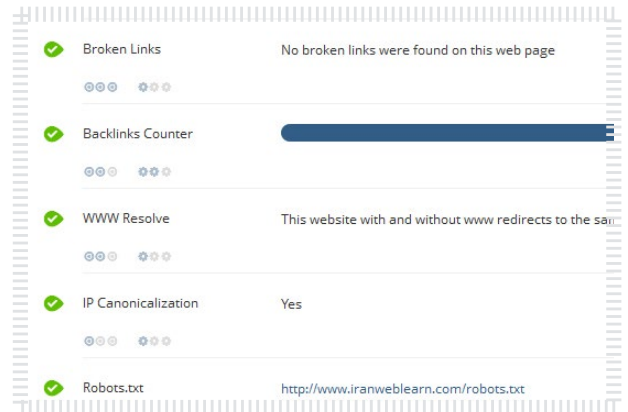 Broken Links No broken links were found on this web page
Backlinks Counter
WWW Resolve This website with and without www redirects to the
IP Canonicalization Yes
Robots.txt http://www.iranweblearn.com/robots.txt